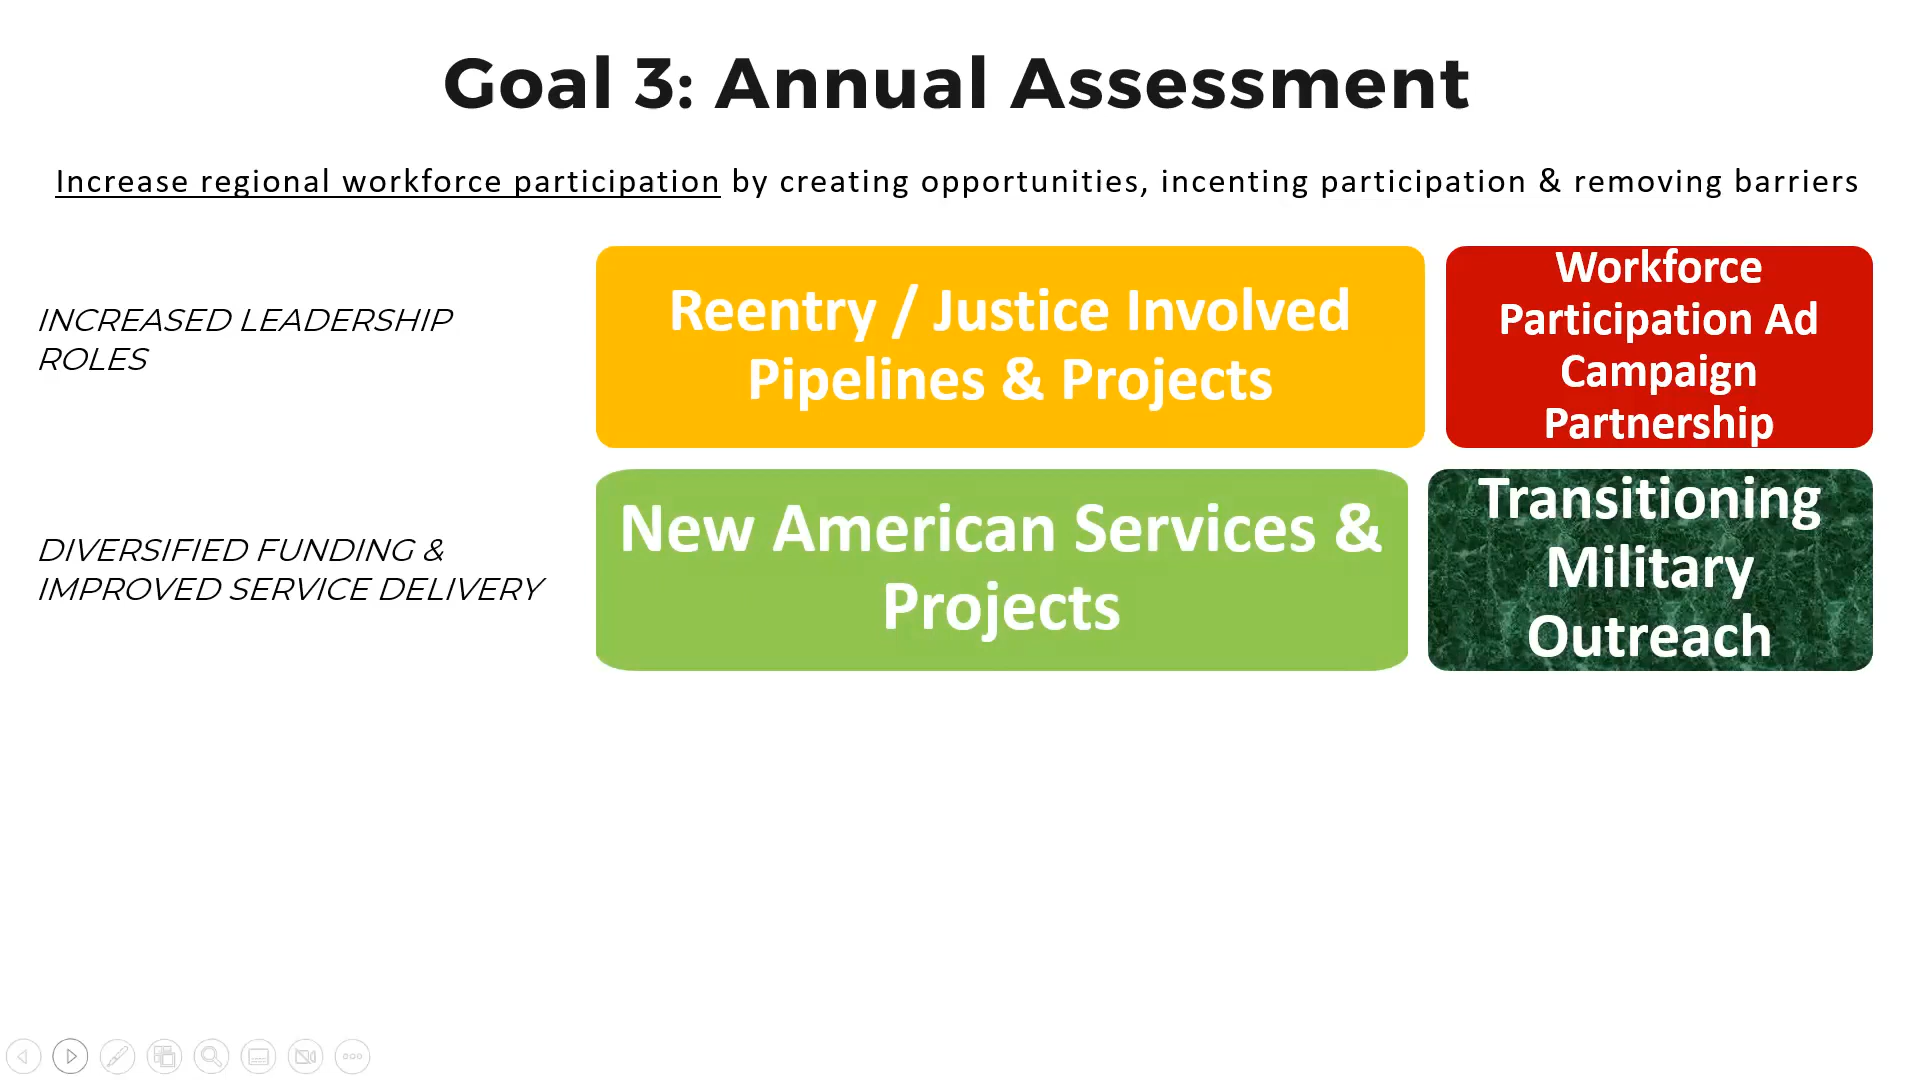 Goal 3: Annual Assessment
Increase regional workforce participation by creating opportunities, incenting participation & removing barriers
INCREASED LEADERSHIP
ROLES
Reentry / Justice Involved
Pipelines & Projects
Workforce
Participation Ad
Campaign
Partnership
DIVERSIFIED FUNDING &
IMPROVED SERVICE DELIVERY
New American Services &
Projects
Transitioning
Military
Outreach